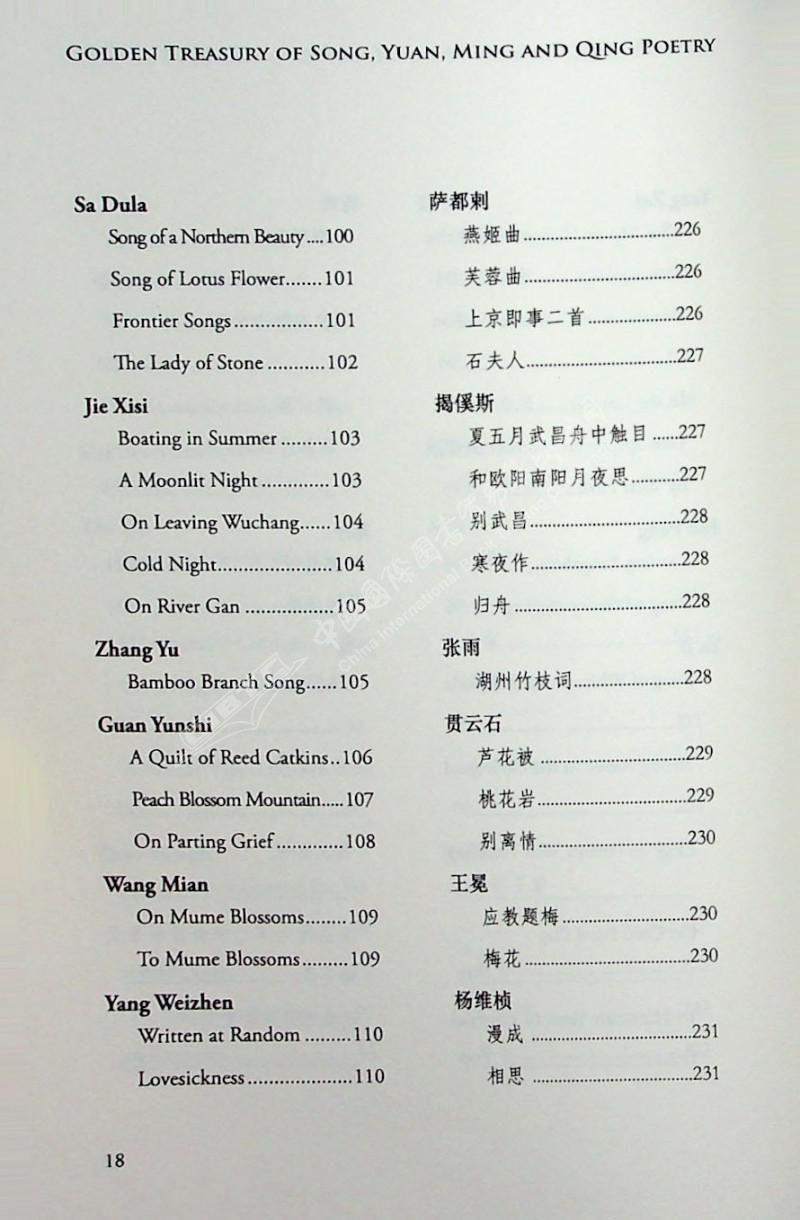 GOLDEN TREASURY OF SONG, YUAN, MING AND QING POETRY
Sa Dula
Song of a Northern Beauty....100
Song of Lotus Flower.......101
Frontier Songs.................101
The Lady of Stone ............102
Jie Xisi
Boating in Summer .........103
A Moonlit Night .............103
On Leaving Wuchang......104
Cold Night......................104
On River Gan .................105
Zhang Yu
Bamboo Branch Song......105
Guan Yunshi
A Quilt of Reed Catkins..106
Peach Blossom Mountain.....107
On Parting Grief.............108
Wang Mian
On Mume Blossoms........109
To Mume Blossoms.........109
Yang Weizhen
Written at Random .........110
Lovesickness.....................110
萨都剌
燕姬曲..............................226
芙蓉曲..............................226
上京即事二首 .......................226
石夫人..............................227
揭傒斯
夏五月武昌舟中触目 ......227
和欧阳南阳月夜思............227
别武昌..............................228
寒夜作..............................228
归舟.................................228
张雨
湖州竹枝词......................228
贯云石
芦花被 .............................229
桃花岩..............................229
别离情..............................230
王冕
应教题梅.........................230
梅花.................................230
杨维桢
漫成 ................................231
相思 ................................231
18
中国国际图书
China International